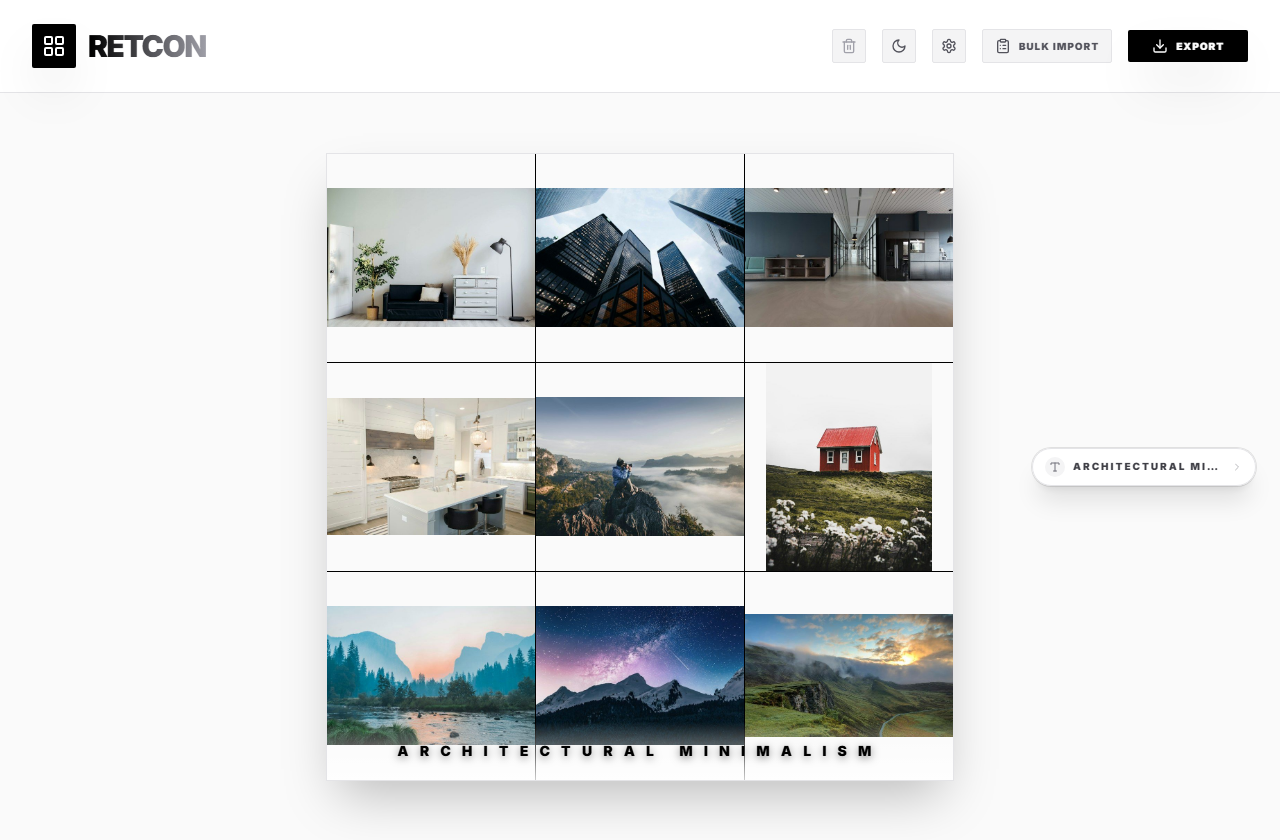 RETCON
BULK IMPORT
EXPORT
ARCHITECTURAL MI...
ARCHITECTURAL MINIMALISM